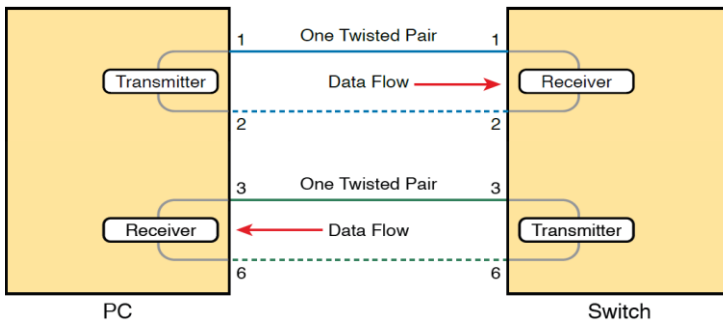 1 One Twisted Pair 1
Transmitter Data Flow Receiver
2 2
3 One Twisted Pair 3
Receiver Data Flow Transmitter
6 6
PC Switch